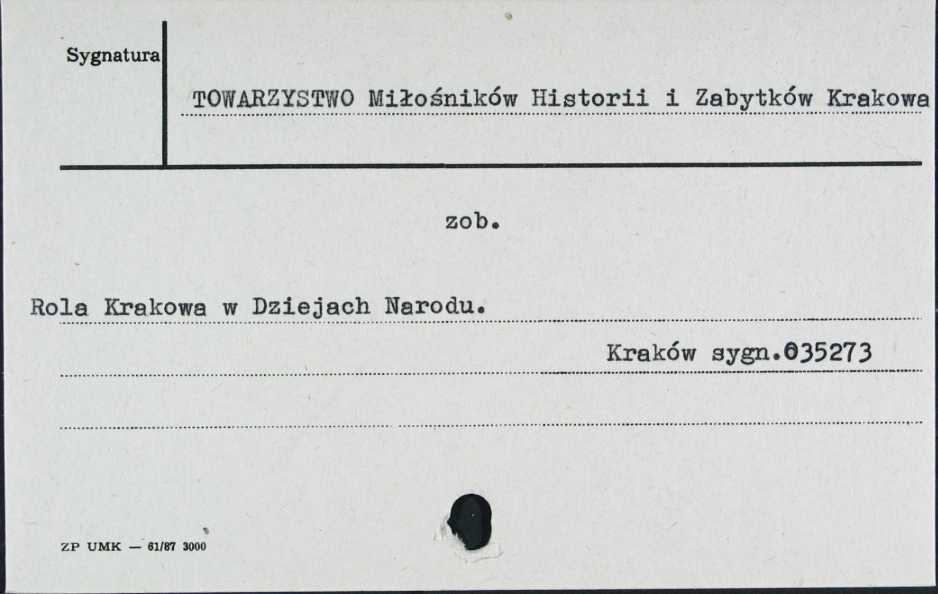 Sygnatura
TOWARZYSTWO Miłośników Historii i Zabytków Krakowa
zob.
Rola Krakowa w Dziejach Narodu.
Kraków sygn.035273
ZP UMK — 61/87 3000